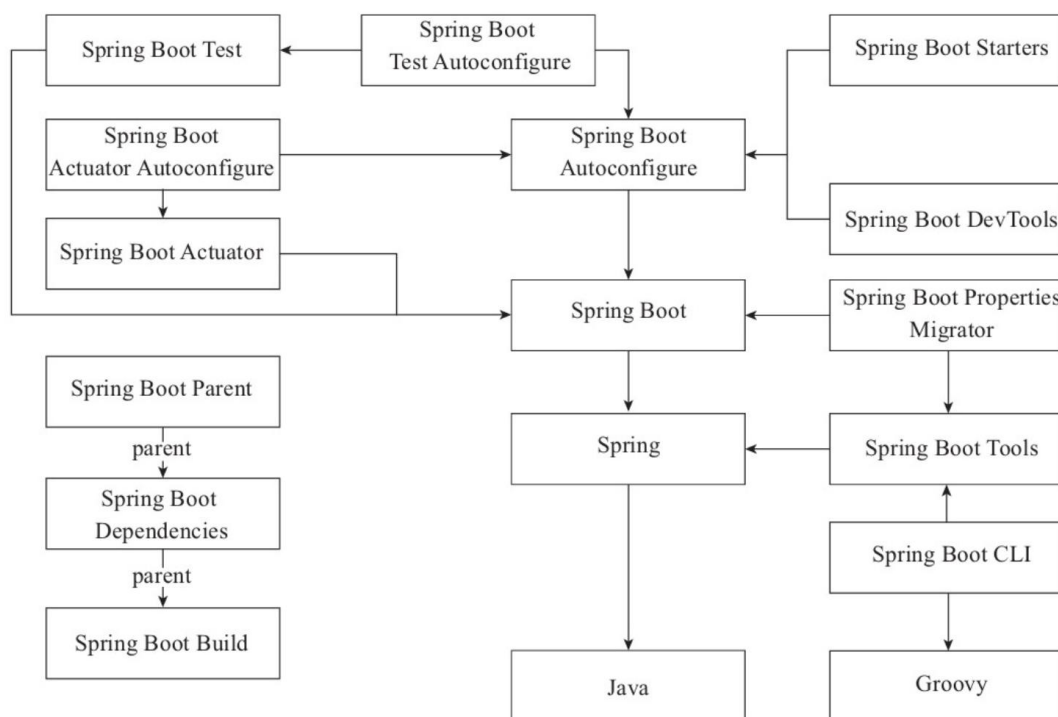 Spring Boot Test
Spring Boot
Test Autoconfigure
Spring Boot Starters
Spring Boot
Actuator Autoconfigure
Spring Boot
Autoconfigure
Spring Boot DevTools
Spring Boot Actuator
Spring Boot
Spring Boot Properties
Migrator
Spring Boot Parent
parent
Spring
Spring Boot Tools
Spring Boot
Dependencies
Spring Boot CLI
parent
Spring Boot Build
Java
Groovy